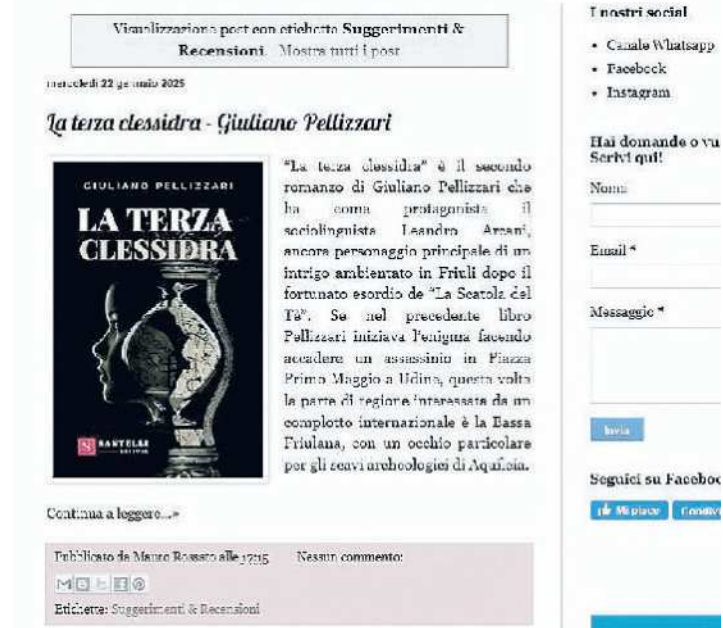 Visualizzazione post con etichetta Suggerimenti &
Recensioni. Mostra tutti i post
mercoledì 22 gennaio 2025
La terza clessidra - Giuliano Pellizzari
GIULIANO PELLIZZARI
LA TERZA
CLESSIDRA
SANTELLI
"La terza clessidra" è il secondo
romanzo di Giuliano Pellizzari che
ha come protagonista il
sociolinguista Leandro Arcani,
ancora personaggio principale di un
intrigo ambientato in Friuli dopo il
fortunato esordio de "La Scatola del
Tè". Se nel precedente libro
Pellizzari iniziava l'enigma facendo
accadere un assassinio in Piazza
Primo Maggio a Udine, questa volta
la parte di regione interessata da un
complotto internazionale è la Bassa
Friulana, con un occhio particolare
per gli scavi archeologici di Aquileia.
Continua a leggere...»
Pubblicato da Mauro Rossato alle 17:15 Nessun commento:
Etichette: Suggerimenti & Recensioni
I nostri social
• Canale Whatsapp
• Facebook
• Instagram
Hai domande o vu
Scrivi qui!
Nome
Email *
Messaggio *
Invia
Seguici su Faceboo
Mi piace Condivi